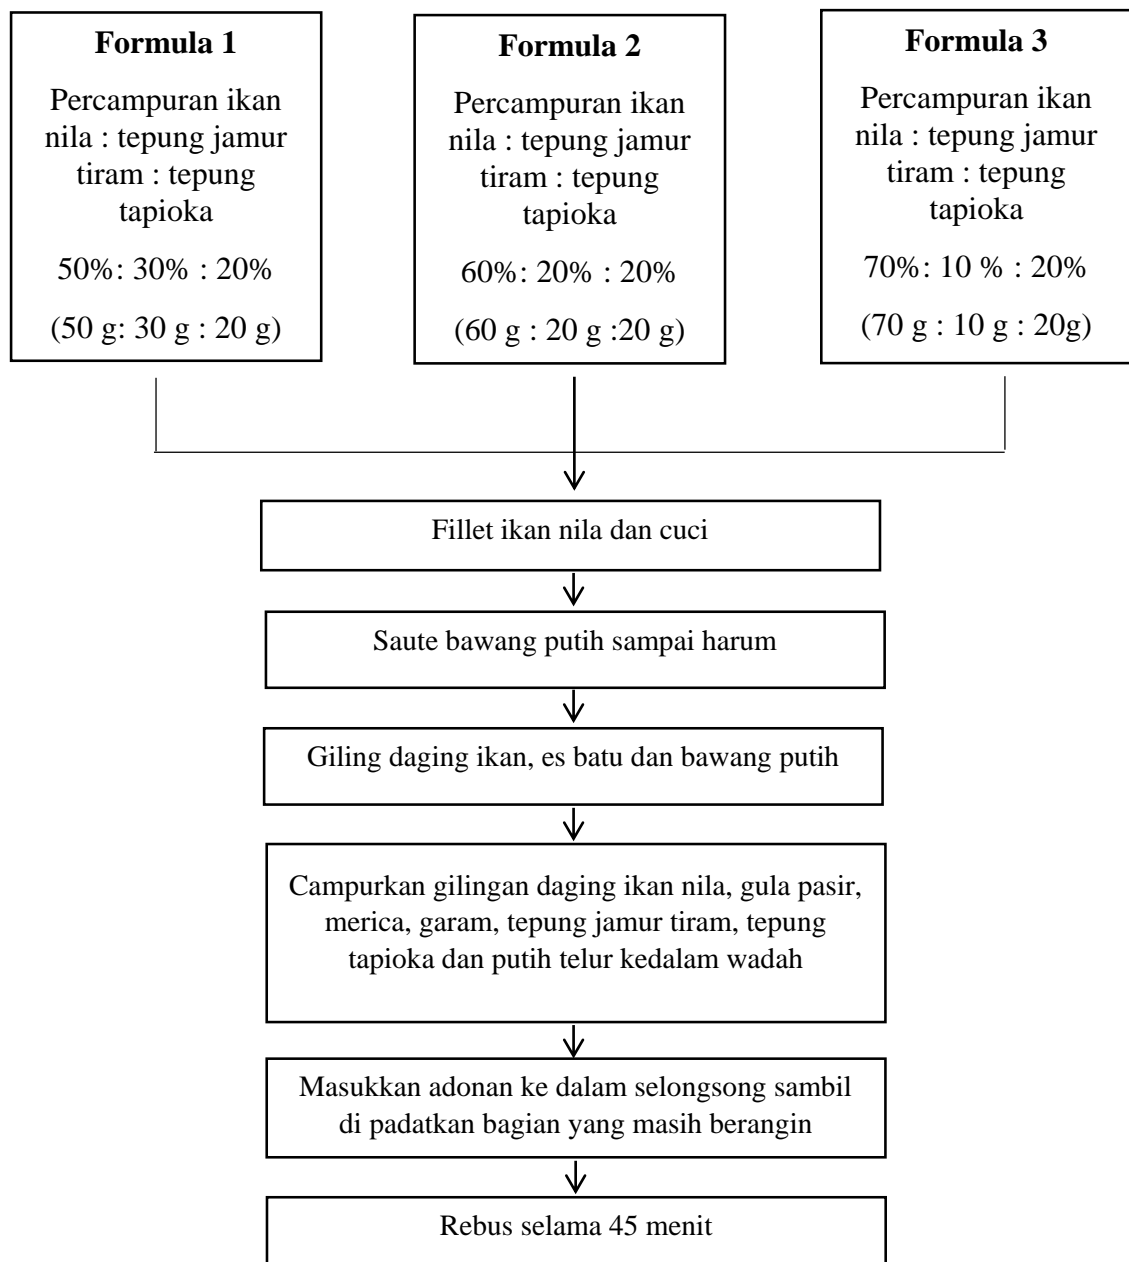 Formula 1
Percampuran ikan
nila : tepung jamur
tiram : tepung
tapioka
50%: 30% : 20%
(50 g: 30 g : 20 g)
Formula 2
Percampuran ikan
nila : tepung jamur
tiram : tepung
tapioka
60%: 20% : 20%
(60 g : 20 g :20 g)
Formula 3
Percampuran ikan
nila : tepung jamur
tiram : tepung
tapioka
70%: 10 % : 20%
(70 g : 10 g : 20g)
Fillet ikan nila dan cuci
Saute bawang putih sampai harum
Giling daging ikan, es batu dan bawang putih
Campurkan gilingan daging ikan nila, gula pasir,
merica, garam, tepung jamur tiram, tepung
tapioka dan putih telur kedalam wadah
Masukkan adonan ke dalam selongsong sambil
di padatkan bagian yang masih berangin
Rebus selama 45 menit